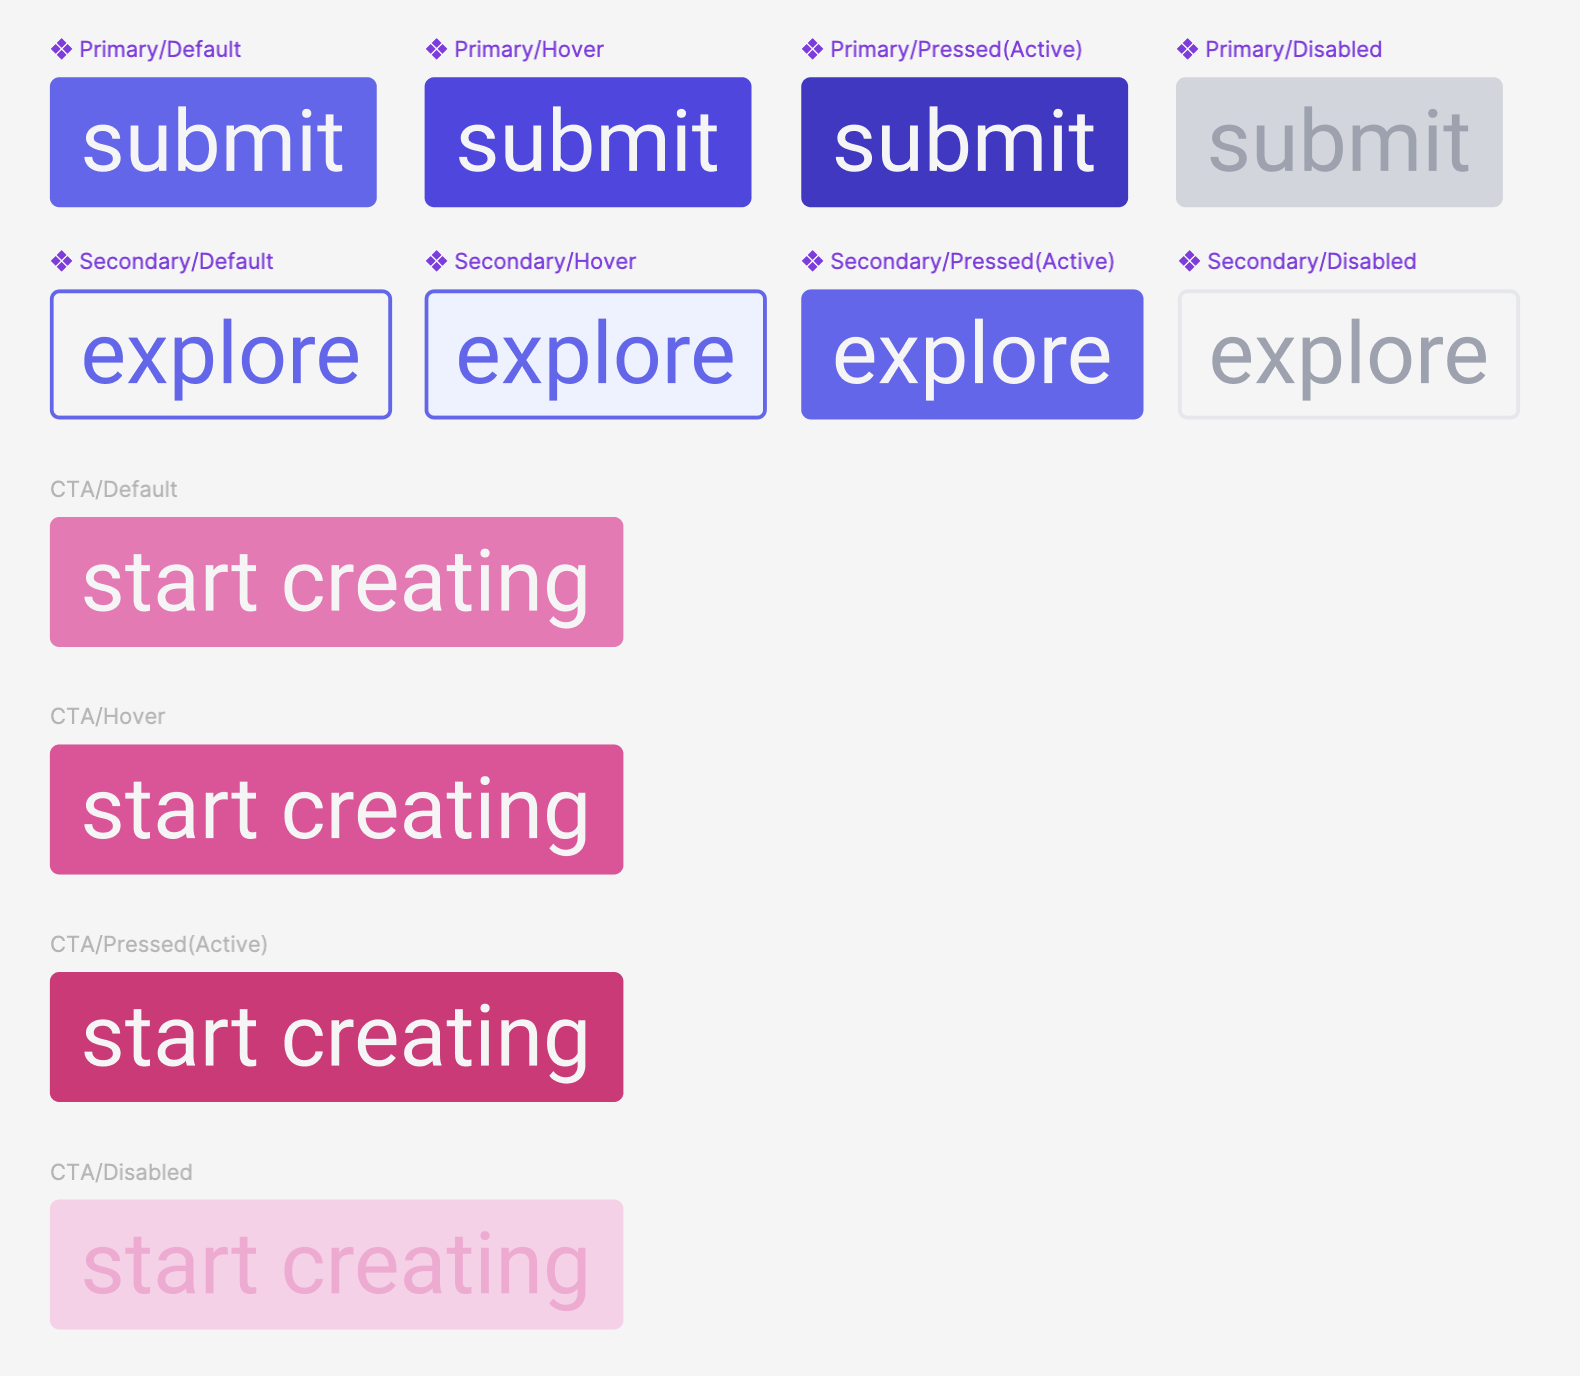 Primary/Default
Primary/Hover
Primary/Pressed(Active)
Primary/Disabled
submit
submit
submit
submit
Secondary/Default
Secondary/Hover
Secondary/Pressed(Active)
Secondary/Disabled
explore
explore
explore
explore
CTA/Default
start creating
CTA/Hover
start creating
CTA/Pressed(Active)
start creating
CTA/Disabled
start creating